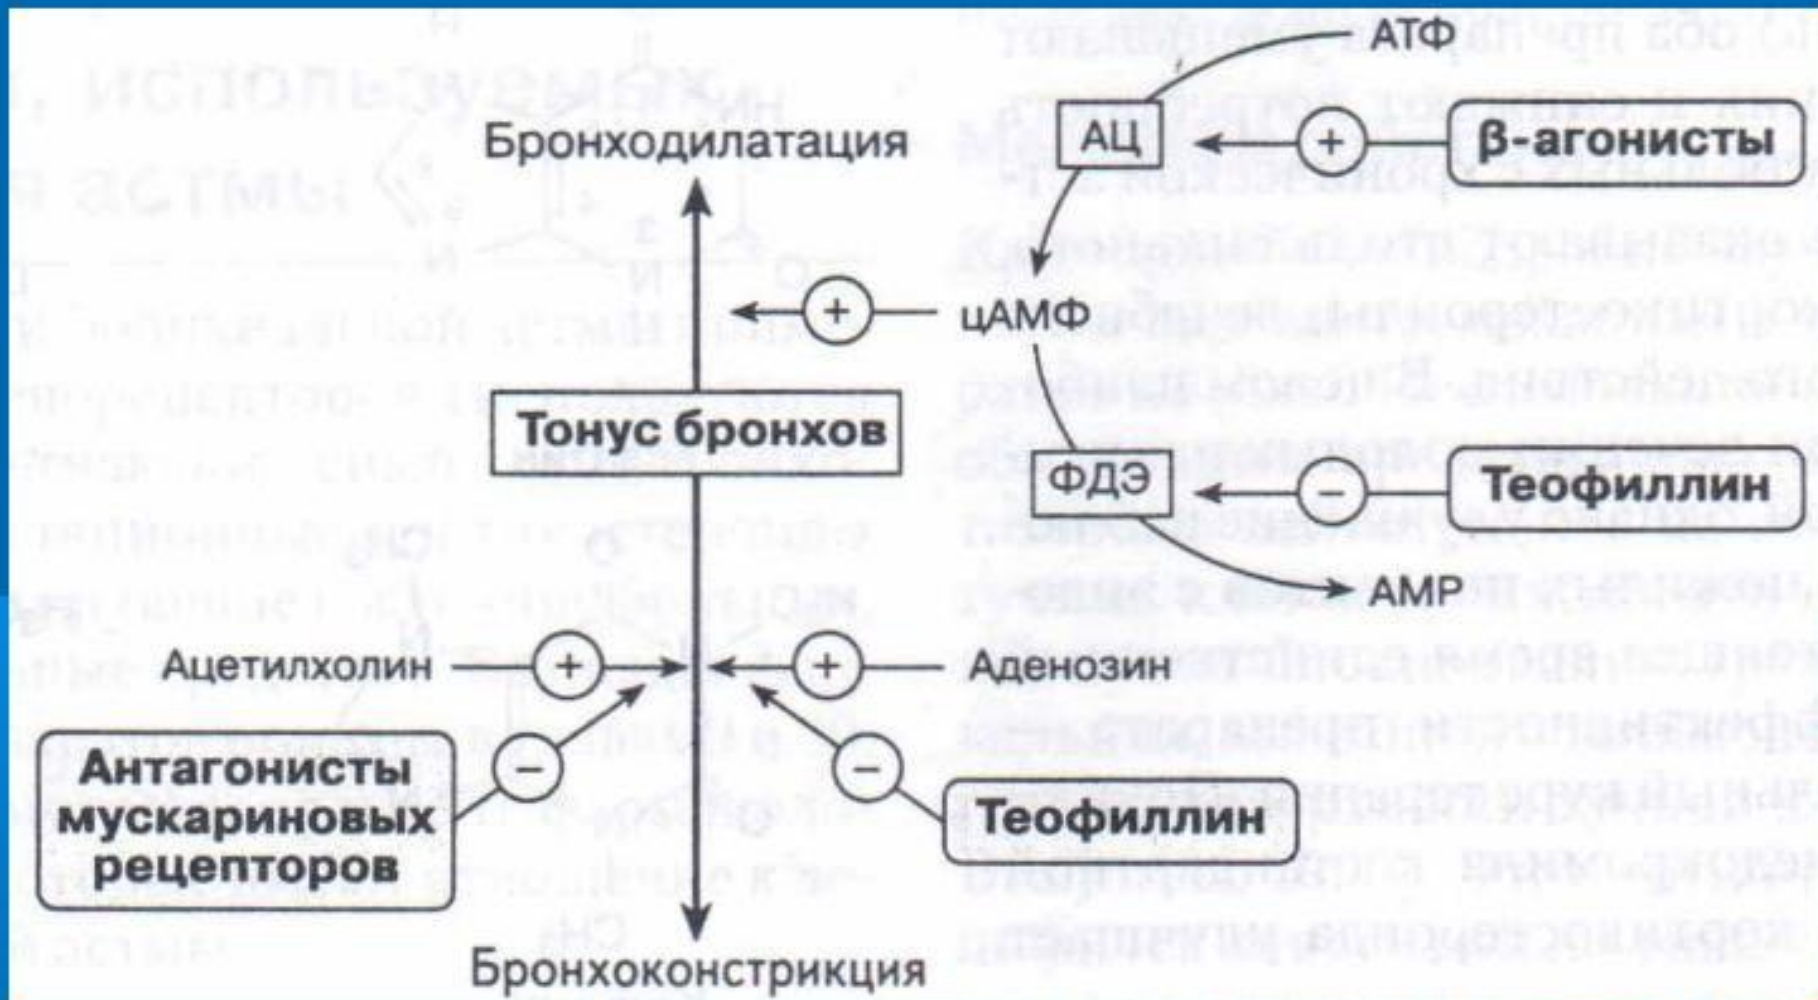 АТФ
Бронходилатация
АЦ
+
β-агонисты
+
цАМФ
Тонус бронхов
ФДЭ
−
Теофиллин
АМР
Ацетилхолин
+
+
Аденозин
Антагонисты
мускариновых
рецепторов
−
−
Теофиллин
Бронхоконстрикция